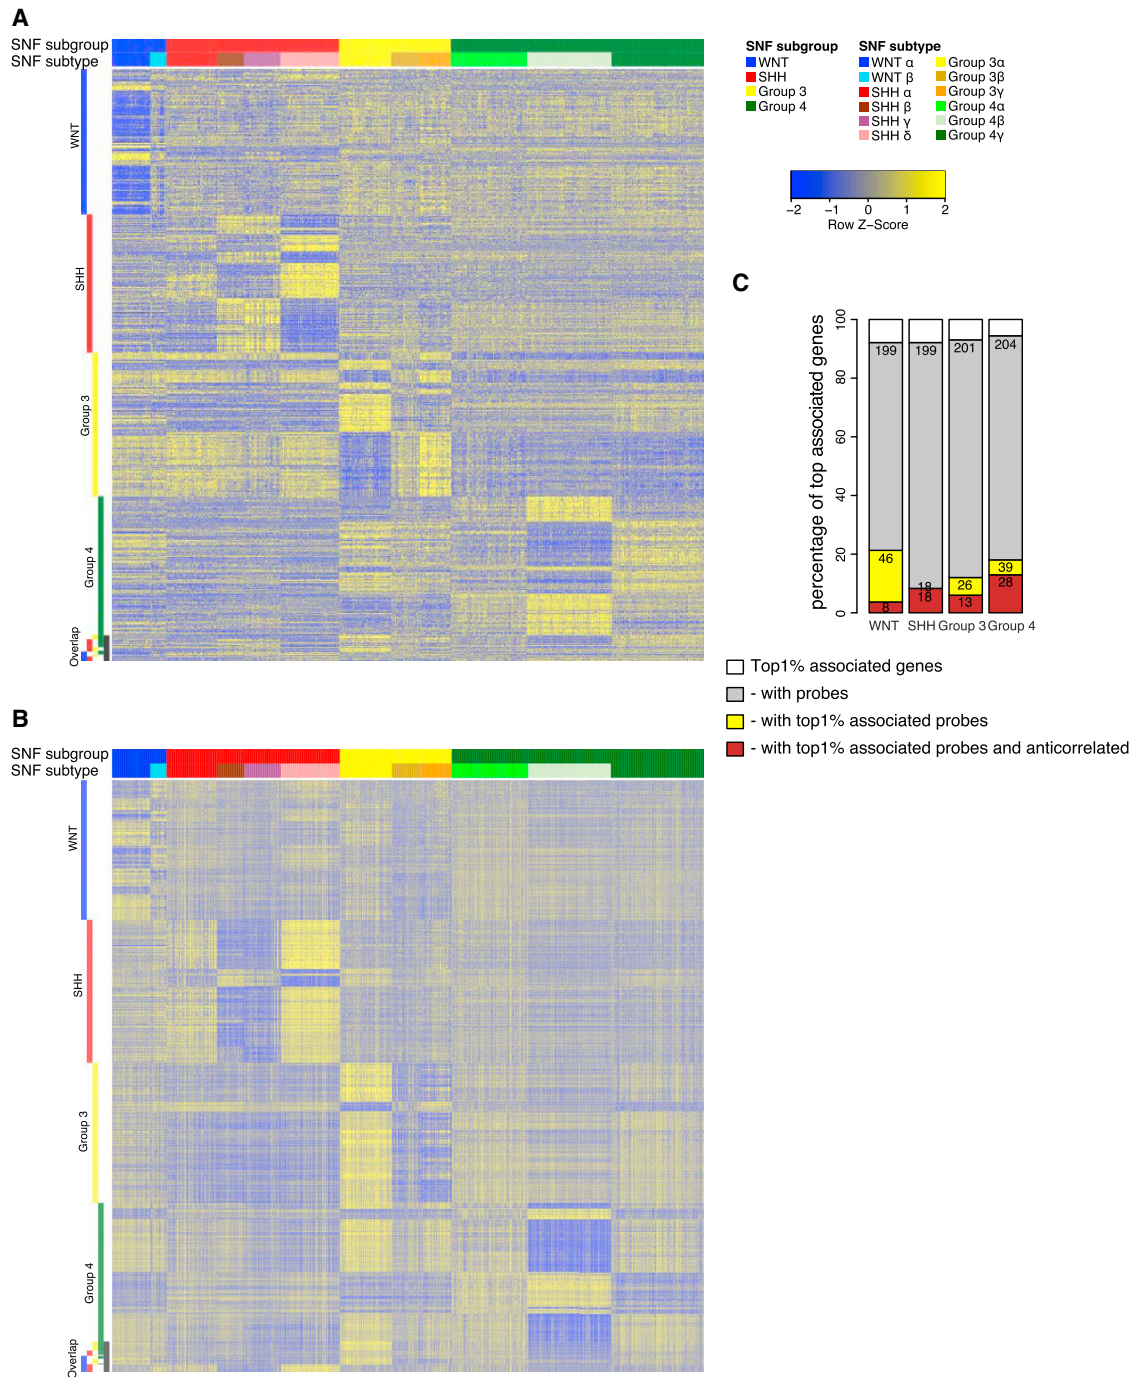 A
SNF subgroup
SNF subtype
WNT
SHH
Group 3
Group 4
Overlap
SNF subgroup
WNT
SHH
Group 3
Group 4
SNF subtype
WNT α
WNT β
SHH α
SHH β
SHH γ
SHH δ
Group 3α
Group 3β
Group 3γ
Group 4α
Group 4β
Group 4γ
−2 −1 0 1 2
Row Z−Score
B
SNF subgroup
SNF subtype
WNT
SHH
Group 3
Group 4
Overlap
C
percentage of top associated genes
100
80
60
40
20
0
199 199 201 204
46 18 26 39
8 18 13 28
WNT SHH Group 3 Group 4
Top1% associated genes
- with probes
- with top1% associated probes
- with top1% associated probes and anticorrelated